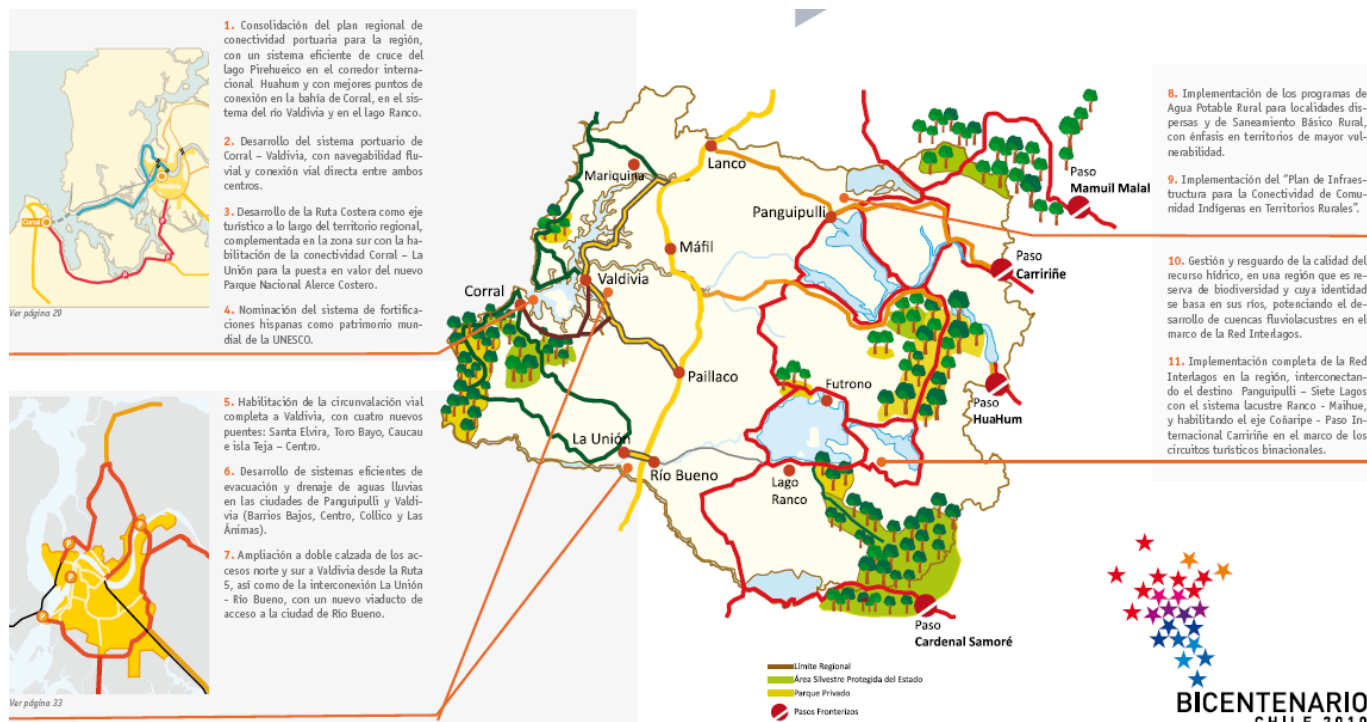 1. Consolidación del plan regional de
conectividad portuaria para la región,
con un sistema eficiente de cruce del
lago Pirehueico en el corredor interna-
cional Huahum y con mejores puntos de
conexión en la bahía de Corral, en el sis-
tema del río Valdivia y en el lago Ranco.
2. Desarrollo del sistema portuario de
Corral – Valdivia, con navegabilidad flu-
vial y conexión vial directa entre ambos
centros.
3. Desarrollo de la Ruta Costera como eje
turístico a lo largo del territorio regional,
complementada en la zona sur con la ha-
bilitación de la conectividad Corral – La
Unión para la puesta en valor del nuevo
Parque Nacional Alerce Costero.
4. Nominación del sistema de fortifica-
ciones hispanas como patrimonio mun-
dial de la UNESCO.
Valdivia
Corral
Ver página 29
5. Habilitación de la circunvalación vial
completa a Valdivia, con cuatro nuevos
puentes: Santa Elvira, Toro Bayo, Caucau
e isla Teja – Centro.
6. Desarrollo de sistemas eficientes de
evacuación y drenaje de aguas lluvias
en las ciudades de Panguipulli y Valdi-
via (Barrios Bajos, Centro, Collico y Las
Ánimas).
7. Ampliación a doble calzada de los ac-
cesos norte y sur a Valdivia desde la Ruta
5, así como de la interconexión La Unión
- Río Bueno, con un nuevo viaducto de
acceso a la ciudad de Río Bueno.
P
P
P
P
Ver página 33
Lanco
Mariquina
Panguipulli
Máfil
Valdivia
Corral
Paillaco
Futrono
La Unión
Río Bueno
Lago
Ranco
Paso
Mamuil Malal
Paso
Carririñe
Paso
HuaHum
Paso
Cardenal Samoré
Límite Regional
Área Silvestre Protegida del Estado
Parque Privado
Pasos Fronterizos
8. Implementación de los programas de
Agua Potable Rural para localidades dis-
persas y de Saneamiento Básico Rural,
con énfasis en territorios de mayor vul-
nerabilidad.
9. Implementación del "Plan de Infraes-
tructura para la Conectividad de Comu-
nidad Indígenas en Territorios Rurales".
10. Gestión y resguardo de la calidad del
recurso hídrico, en una región que es re-
serva de biodiversidad y cuya identidad
se basa en sus ríos, potenciando el de-
sarrollo de cuencas fluviolacustres en el
marco de la Red Interlagos.
11. Implementación completa de la Red
Interlagos en la región, interconectan-
do el destino Panguipulli – Siete Lagos
con el sistema lacustre Ranco - Maihue,
y habilitando el eje Coñaripe - Paso In-
ternacional Carririñe en el marco de los
circuitos turísticos binacionales.
BICENTENARIO
CHILE 2010